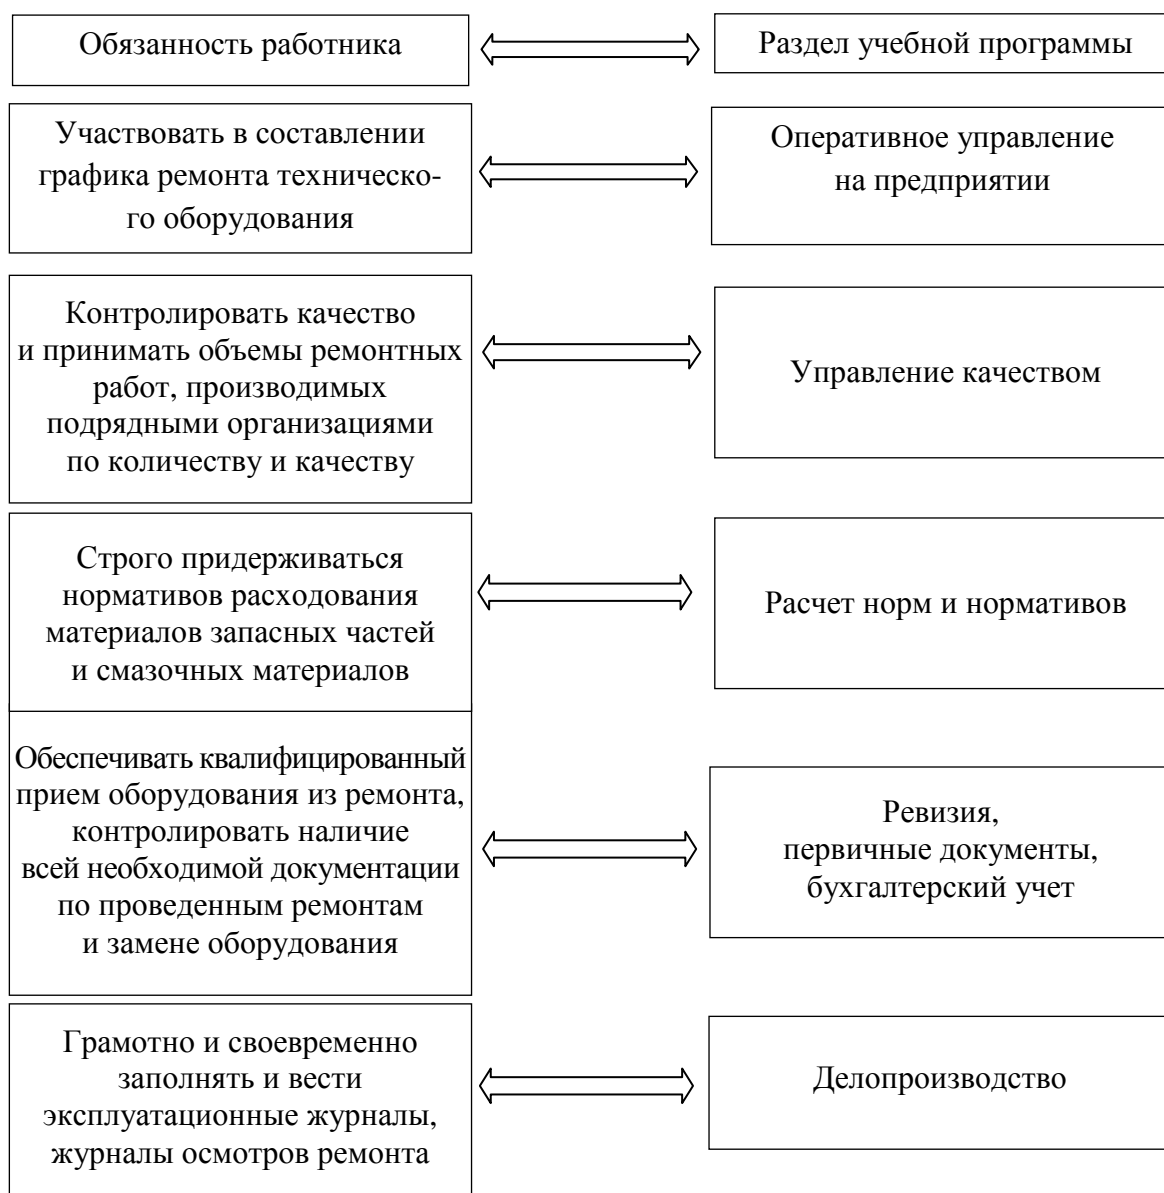 Обязанность работника
Раздел учебной программы
Участвовать в составлении
графика ремонта техническо-
го оборудования
Оперативное управление
на предприятии
Контролировать качество
и принимать объемы ремонтных
работ, производимых
подрядными организациями
по количеству и качеству
Управление качеством
Строго придерживаться
нормативов расходования
материалов запасных частей
и смазочных материалов
Расчет норм и нормативов
Обеспечивать квалифицированный
прием оборудования из ремонта,
контролировать наличие
всей необходимой документации
по проведенным ремонтам
и замене оборудования
Ревизия,
первичные документы,
бухгалтерский учет
Грамотно и своевременно
заполнять и вести
эксплуатационные журналы,
журналы осмотров ремонта
Делопроизводство